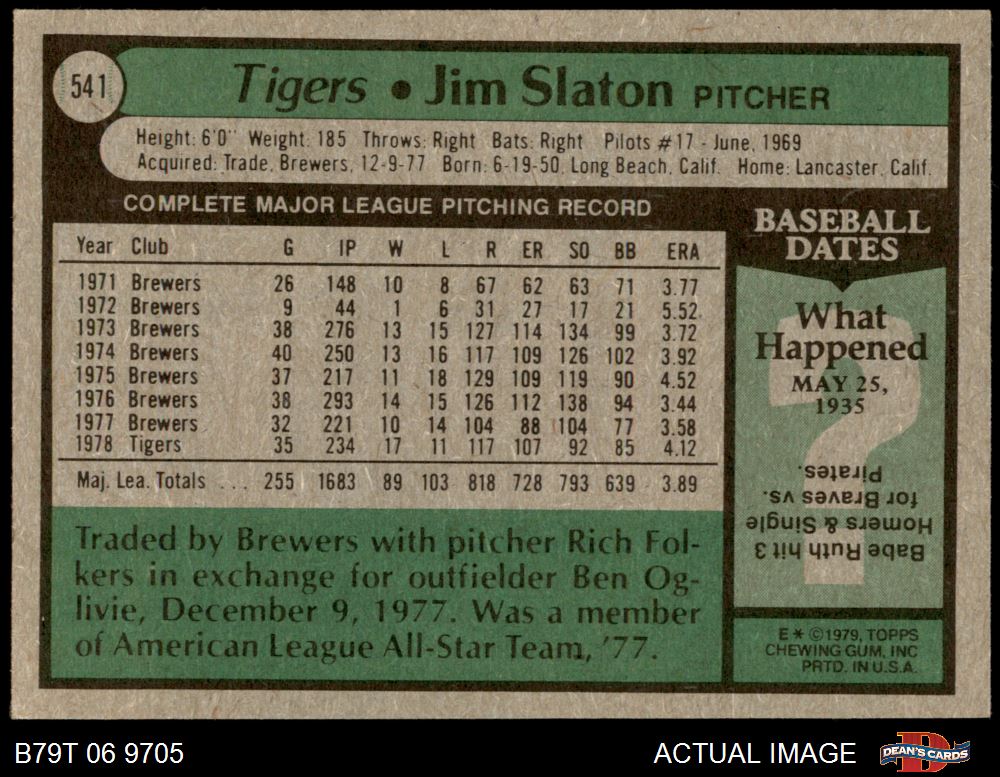 541
Tigers • Jim Slaton PITCHER
Height: 6'0" Weight: 185 Throws: Right Bats: Right Pilots #17 - June, 1969
Acquired: Trade, Brewers, 12-9-77 Born: 6-19-50, Long Beach, Calif. Home: Lancaster, Calif.
COMPLETE MAJOR LEAGUE PITCHING RECORD
Year Club G IP W L R ER SO BB ERA
1971 Brewers 26 148 10 8 67 62 63 71 3.77
1972 Brewers 9 44 1 6 31 27 17 21 5.52
1973 Brewers 38 276 13 15 127 114 134 99 3.72
1974 Brewers 40 250 13 16 117 109 126 102 3.92
1975 Brewers 37 217 11 18 129 109 119 90 4.52
1976 Brewers 38 293 14 15 126 112 138 94 3.44
1977 Brewers 32 221 10 14 104 88 104 77 3.58
1978 Tigers 35 234 17 11 117 107 92 85 4.12
Maj. Lea. Totals ... 255 1683 89 103 818 728 793 639 3.89
Traded by Brewers with pitcher Rich Fol-
kers in exchange for outfielder Ben Og-
livie, December 9, 1977. Was a member
of American League All-Star Team, '77.
BASEBALL
DATES
What
Happened
MAY 25,
1935
?
Babe Ruth hit 3
Homers & Single
for Braves vs.
Pirates.
E * ©1979, TOPPS
CHEWING GUM, INC
PRTD. IN U.S.A.
B79T 06 9705
ACTUAL IMAGE
D
DEAN'S CARDS